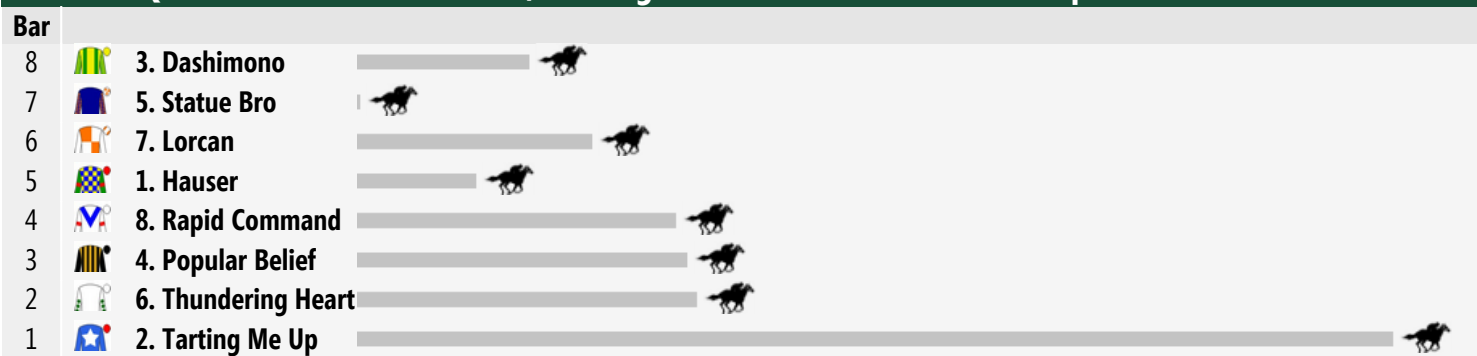 Bar
8 3. Dashimono
7 5. Statue Bro
6 7. Lorcan
5 1. Hauser
4 8. Rapid Command
3 4. Popular Belief
2 6. Thundering Heart
1 2. Tarting Me Up